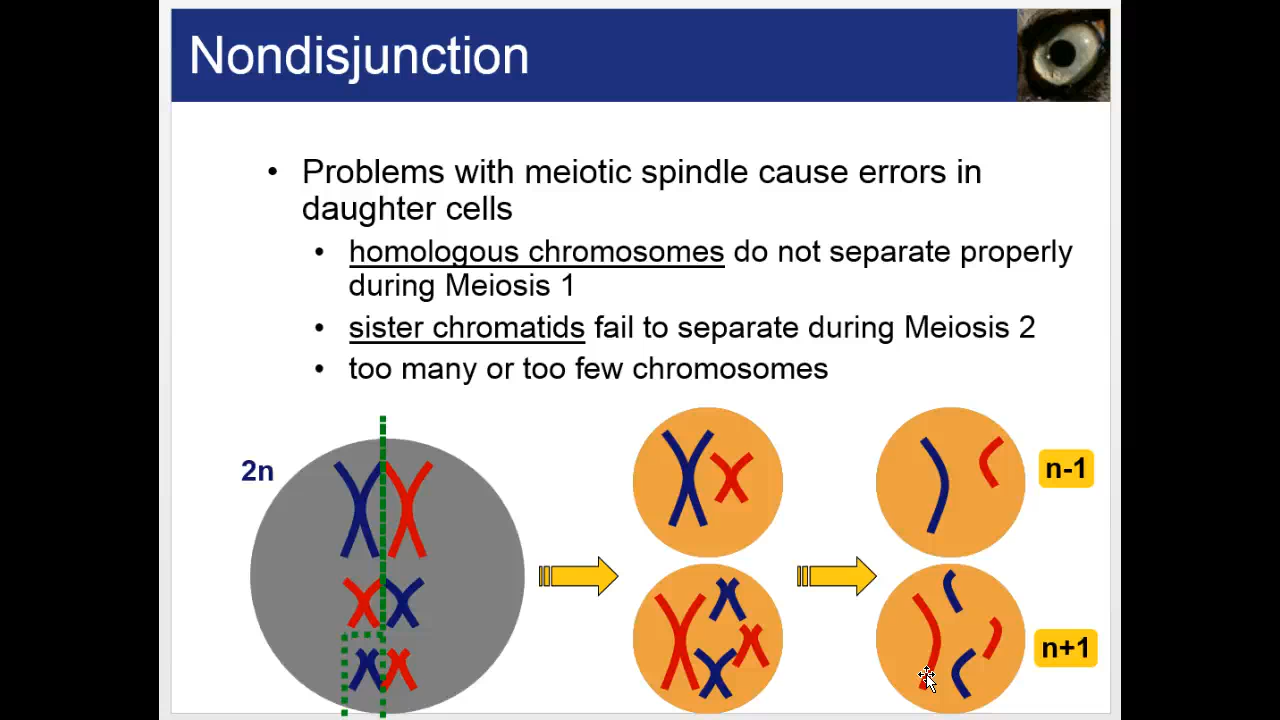 Nondisjunction
• Problems with meiotic spindle cause errors in
daughter cells
• homologous chromosomes do not separate properly
during Meiosis 1
• sister chromatids fail to separate during Meiosis 2
• too many or too few chromosomes
2n
n-1
n+1